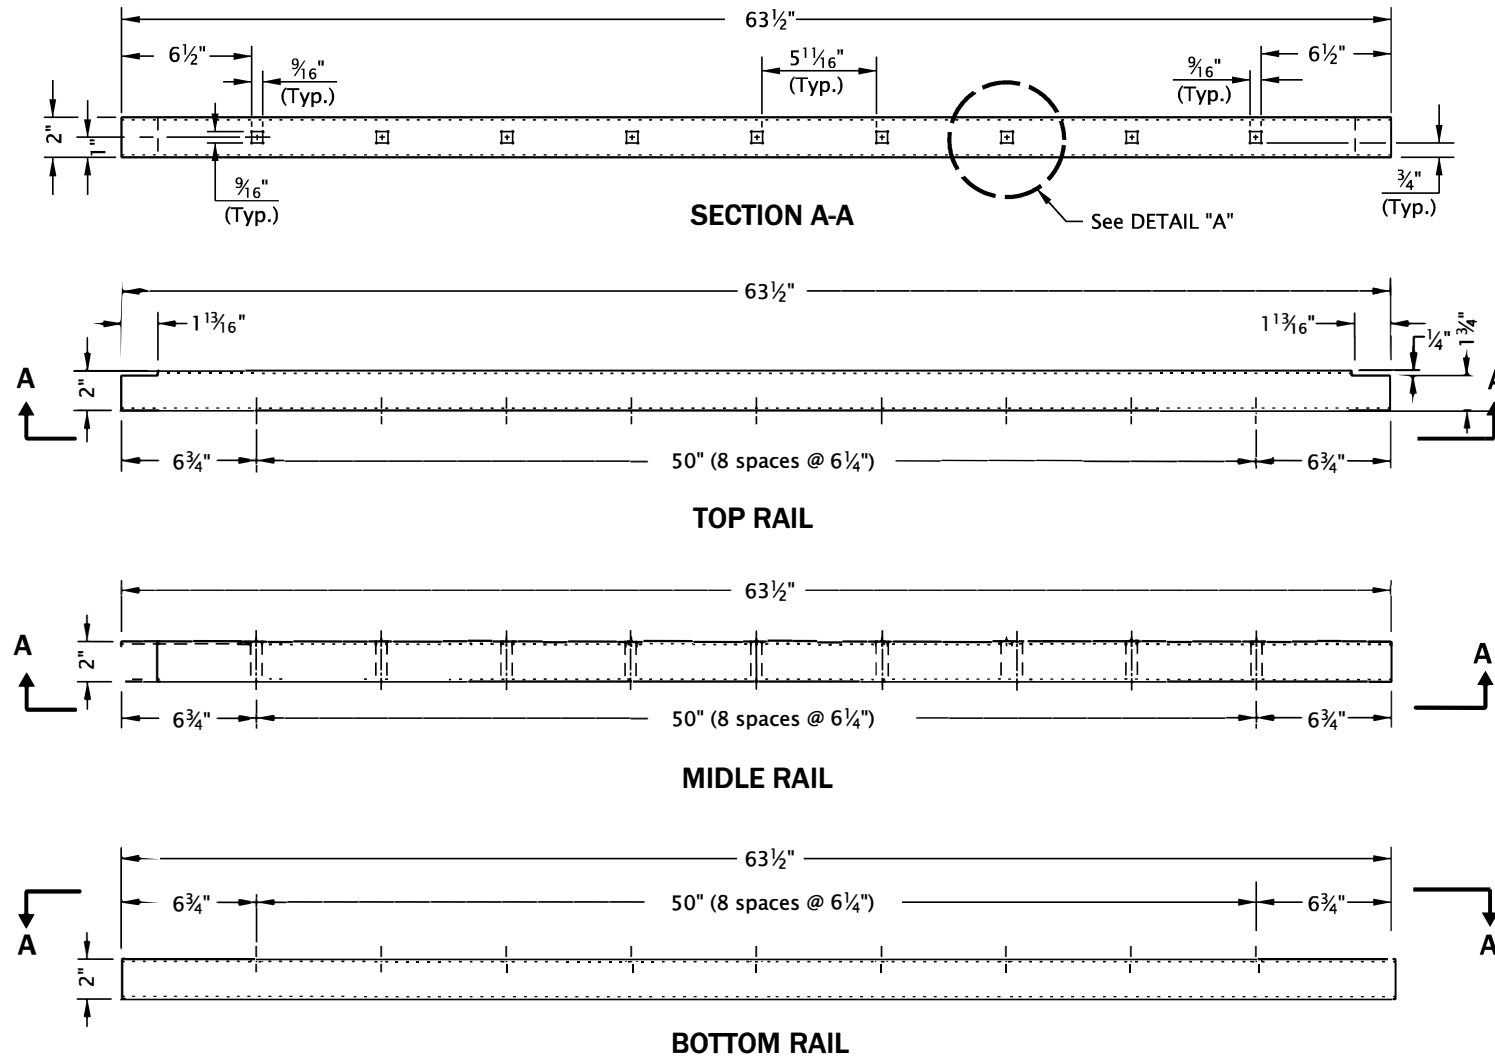 63½"
6½" 5¹¹⁄₁₆" 6½"
⁹⁄₁₆" (Typ.) ⁹⁄₁₆"
(Typ.) (Typ.)
2"
1"
⁹⁄₁₆" ¾"
(Typ.) (Typ.)
SECTION A-A
See DETAIL "A"
63½"
1¹³⁄₁₆" 1¹³⁄₁₆" ¼" 1¾"
A 2" A
6¾" 50" (8 spaces @ 6¼") 6¾"
TOP RAIL
63½"
A 2" A
6¾" 50" (8 spaces @ 6¼") 6¾"
MIDLE RAIL
63½"
6¾" 50" (8 spaces @ 6¼") 6¾"
A A
2"
BOTTOM RAIL